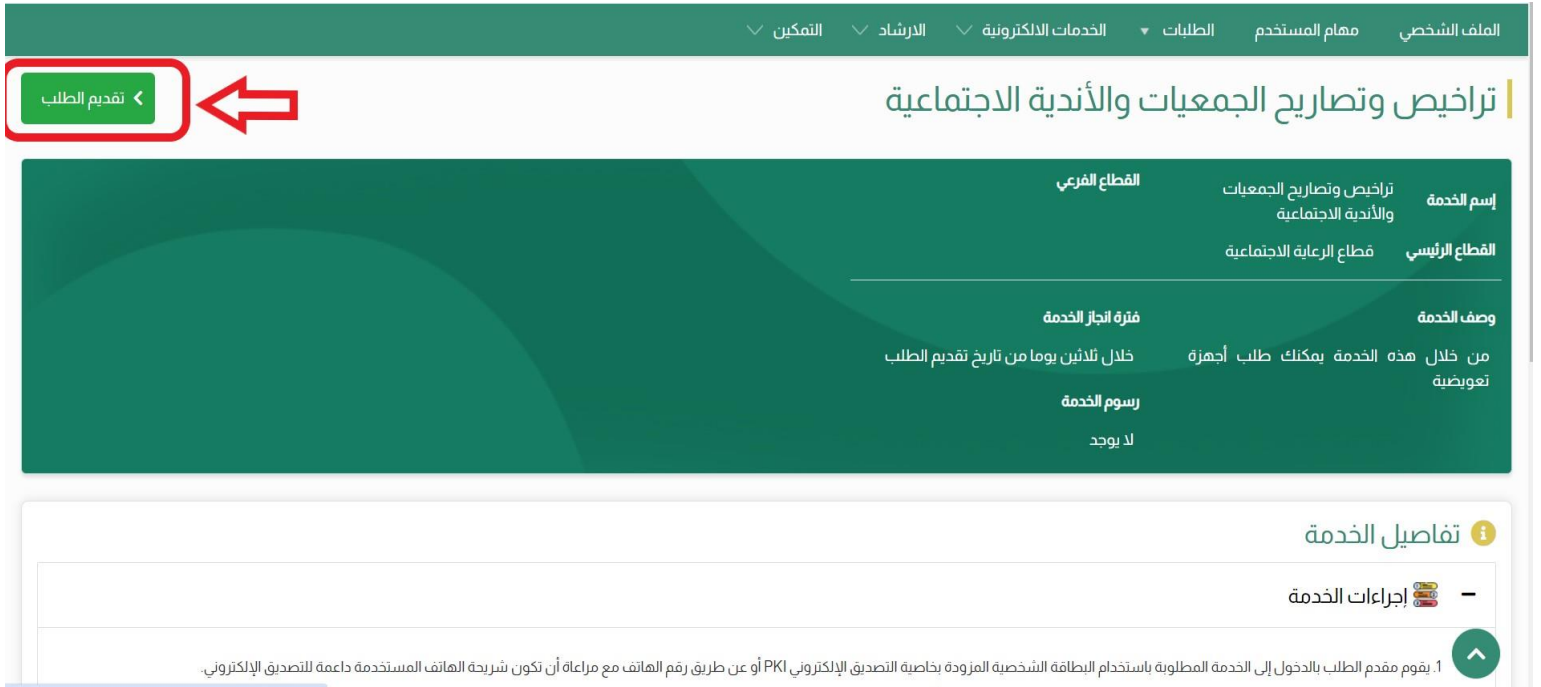 الملف الشخصي مهام المستخدم الطلبات الخدمات الالكترونية الارشاد التمكين
تراخيص وتصاريح الجمعيات والأندية الاجتماعية
تقديم الطلب
إسم الخدمة
تراخيص وتصاريح الجمعيات
والأندية الاجتماعية
القطاع الفرعي
القطاع الرئيسي قطاع الرعاية الاجتماعية
وصف الخدمة
من خلال هذه الخدمة يمكنك طلب أجهزة
تعويضية
فترة انجاز الخدمة
خلال ثلاثين يوما من تاريخ تقديم الطلب
رسوم الخدمة
لا يوجد
تفاصيل الخدمة
إجراءات الخدمة
1. يقوم مقدم الطلب بالدخول إلى الخدمة المطلوبة باستخدام البطاقة الشخصية المزودة بخاصية التصديق الإلكتروني PKI أو عن طريق رقم الهاتف مع مراعاة أن تكون شريحة الهاتف المستخدمة داعمة للتصديق الإلكتروني.